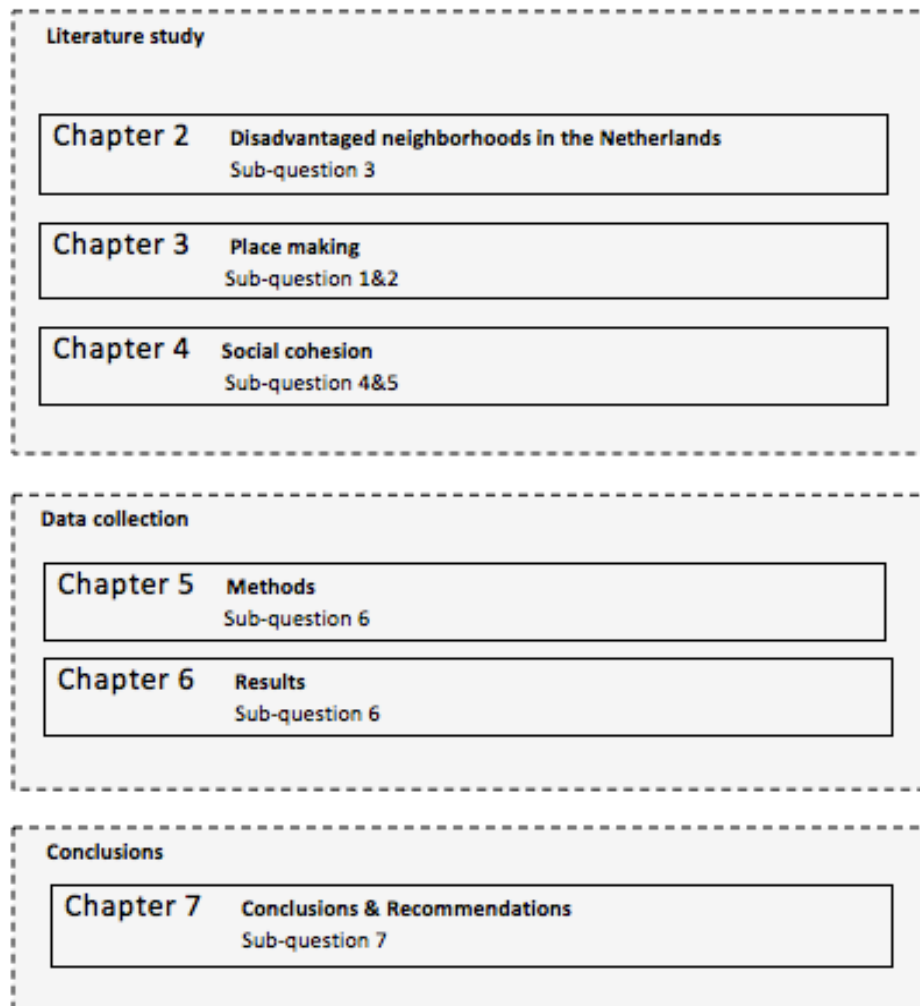 Literature study
Chapter 2 Disadvantaged neighborhoods in the Netherlands
Sub-question 3
Chapter 3 Place making
Sub-question 1&2
Chapter 4 Social cohesion
Sub-question 4&5
Data collection
Chapter 5 Methods
Sub-question 6
Chapter 6 Results
Sub-question 6
Conclusions
Chapter 7 Conclusions & Recommendations
Sub-question 7